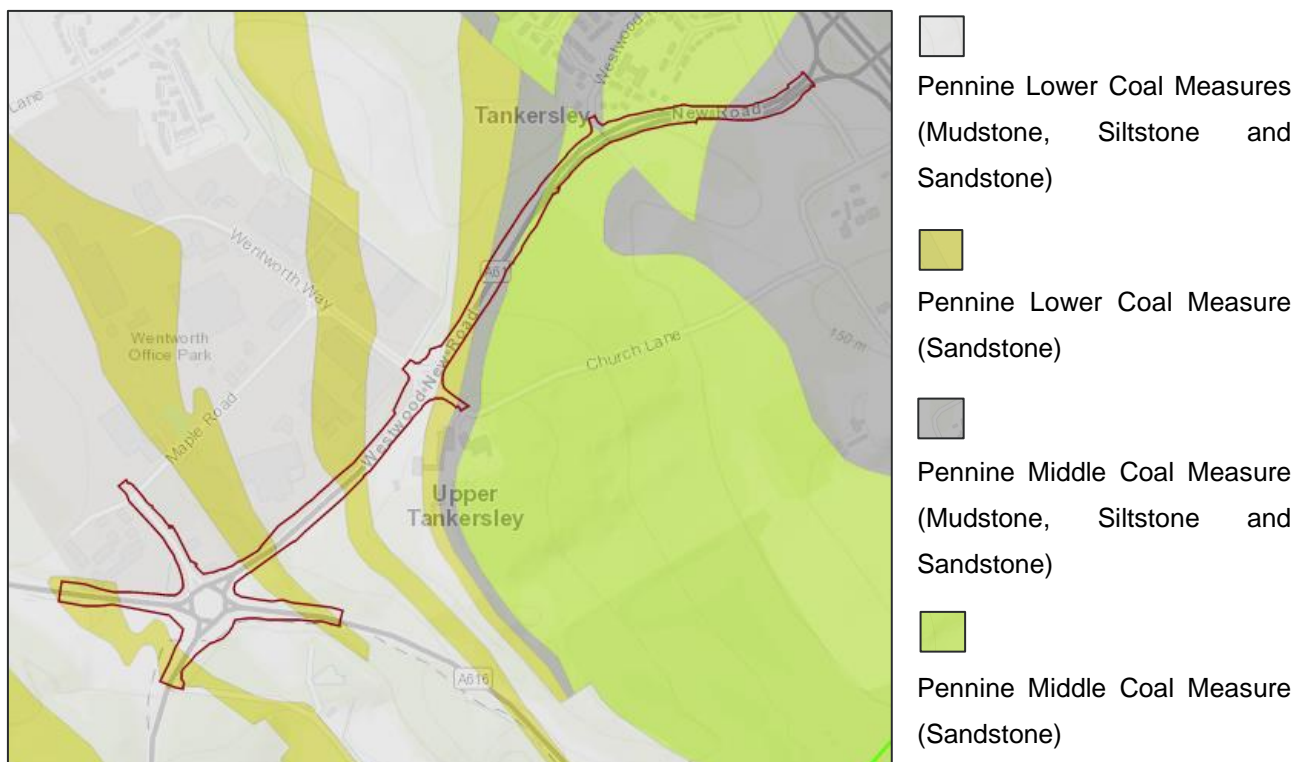 Lane
Westwood
Tankersley
New Road
Wentworth Way
A61
Wentworth
Office Park
Church Lane
150 m
Maple Road
Westwood New Road
Upper
Tankersley
A616
Pennine Lower Coal Measures
(Mudstone, Siltstone and
Sandstone)
Pennine Lower Coal Measure
(Sandstone)
Pennine Middle Coal Measure
(Mudstone, Siltstone and
Sandstone)
Pennine Middle Coal Measure
(Sandstone)